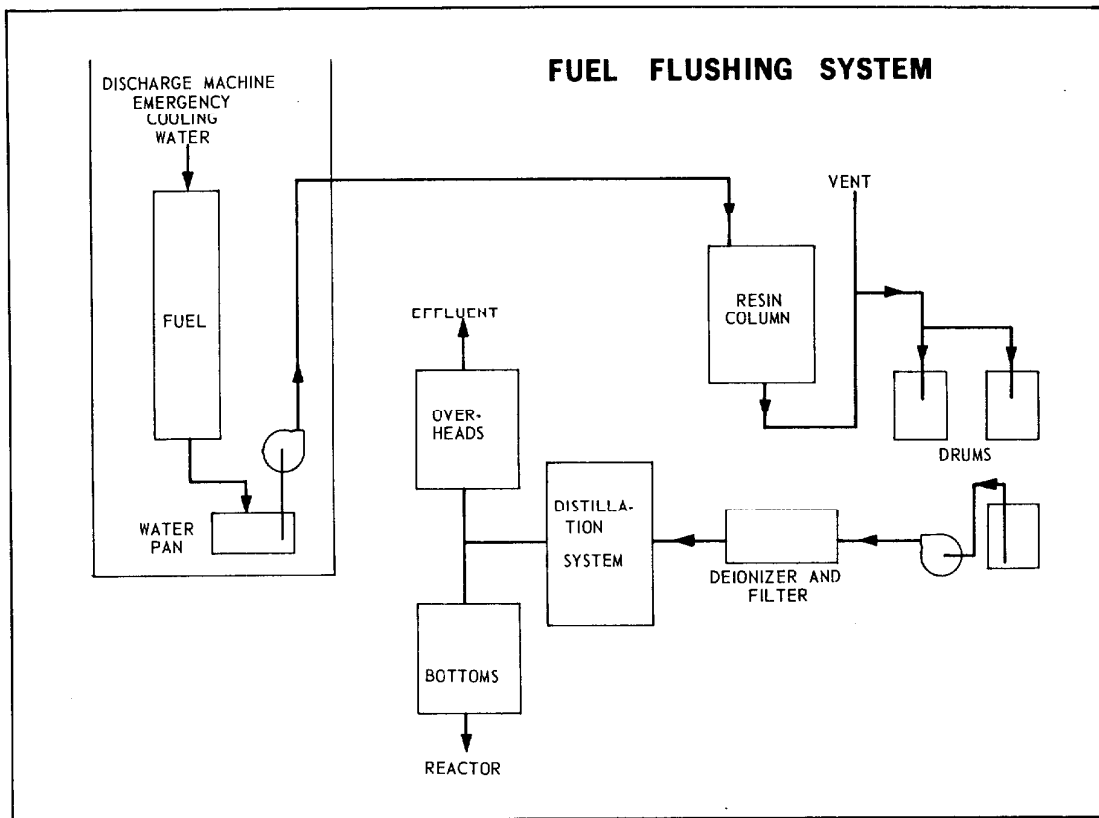 FUEL FLUSHING SYSTEM
DISCHARGE MACHINE
EMERGENCY
COOLING
WATER
VENT
FUEL
RESIN
COLUMN
EFFLUENT
OVER-
HEADS
DRUMS
WATER
PAN
DISTILLA-
TION
SYSTEM
DEIONIZER AND
FILTER
BOTTOMS
REACTOR